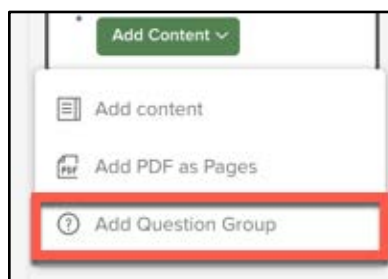 Add Content
Add content
PDF
Add PDF as Pages
Add Question Group